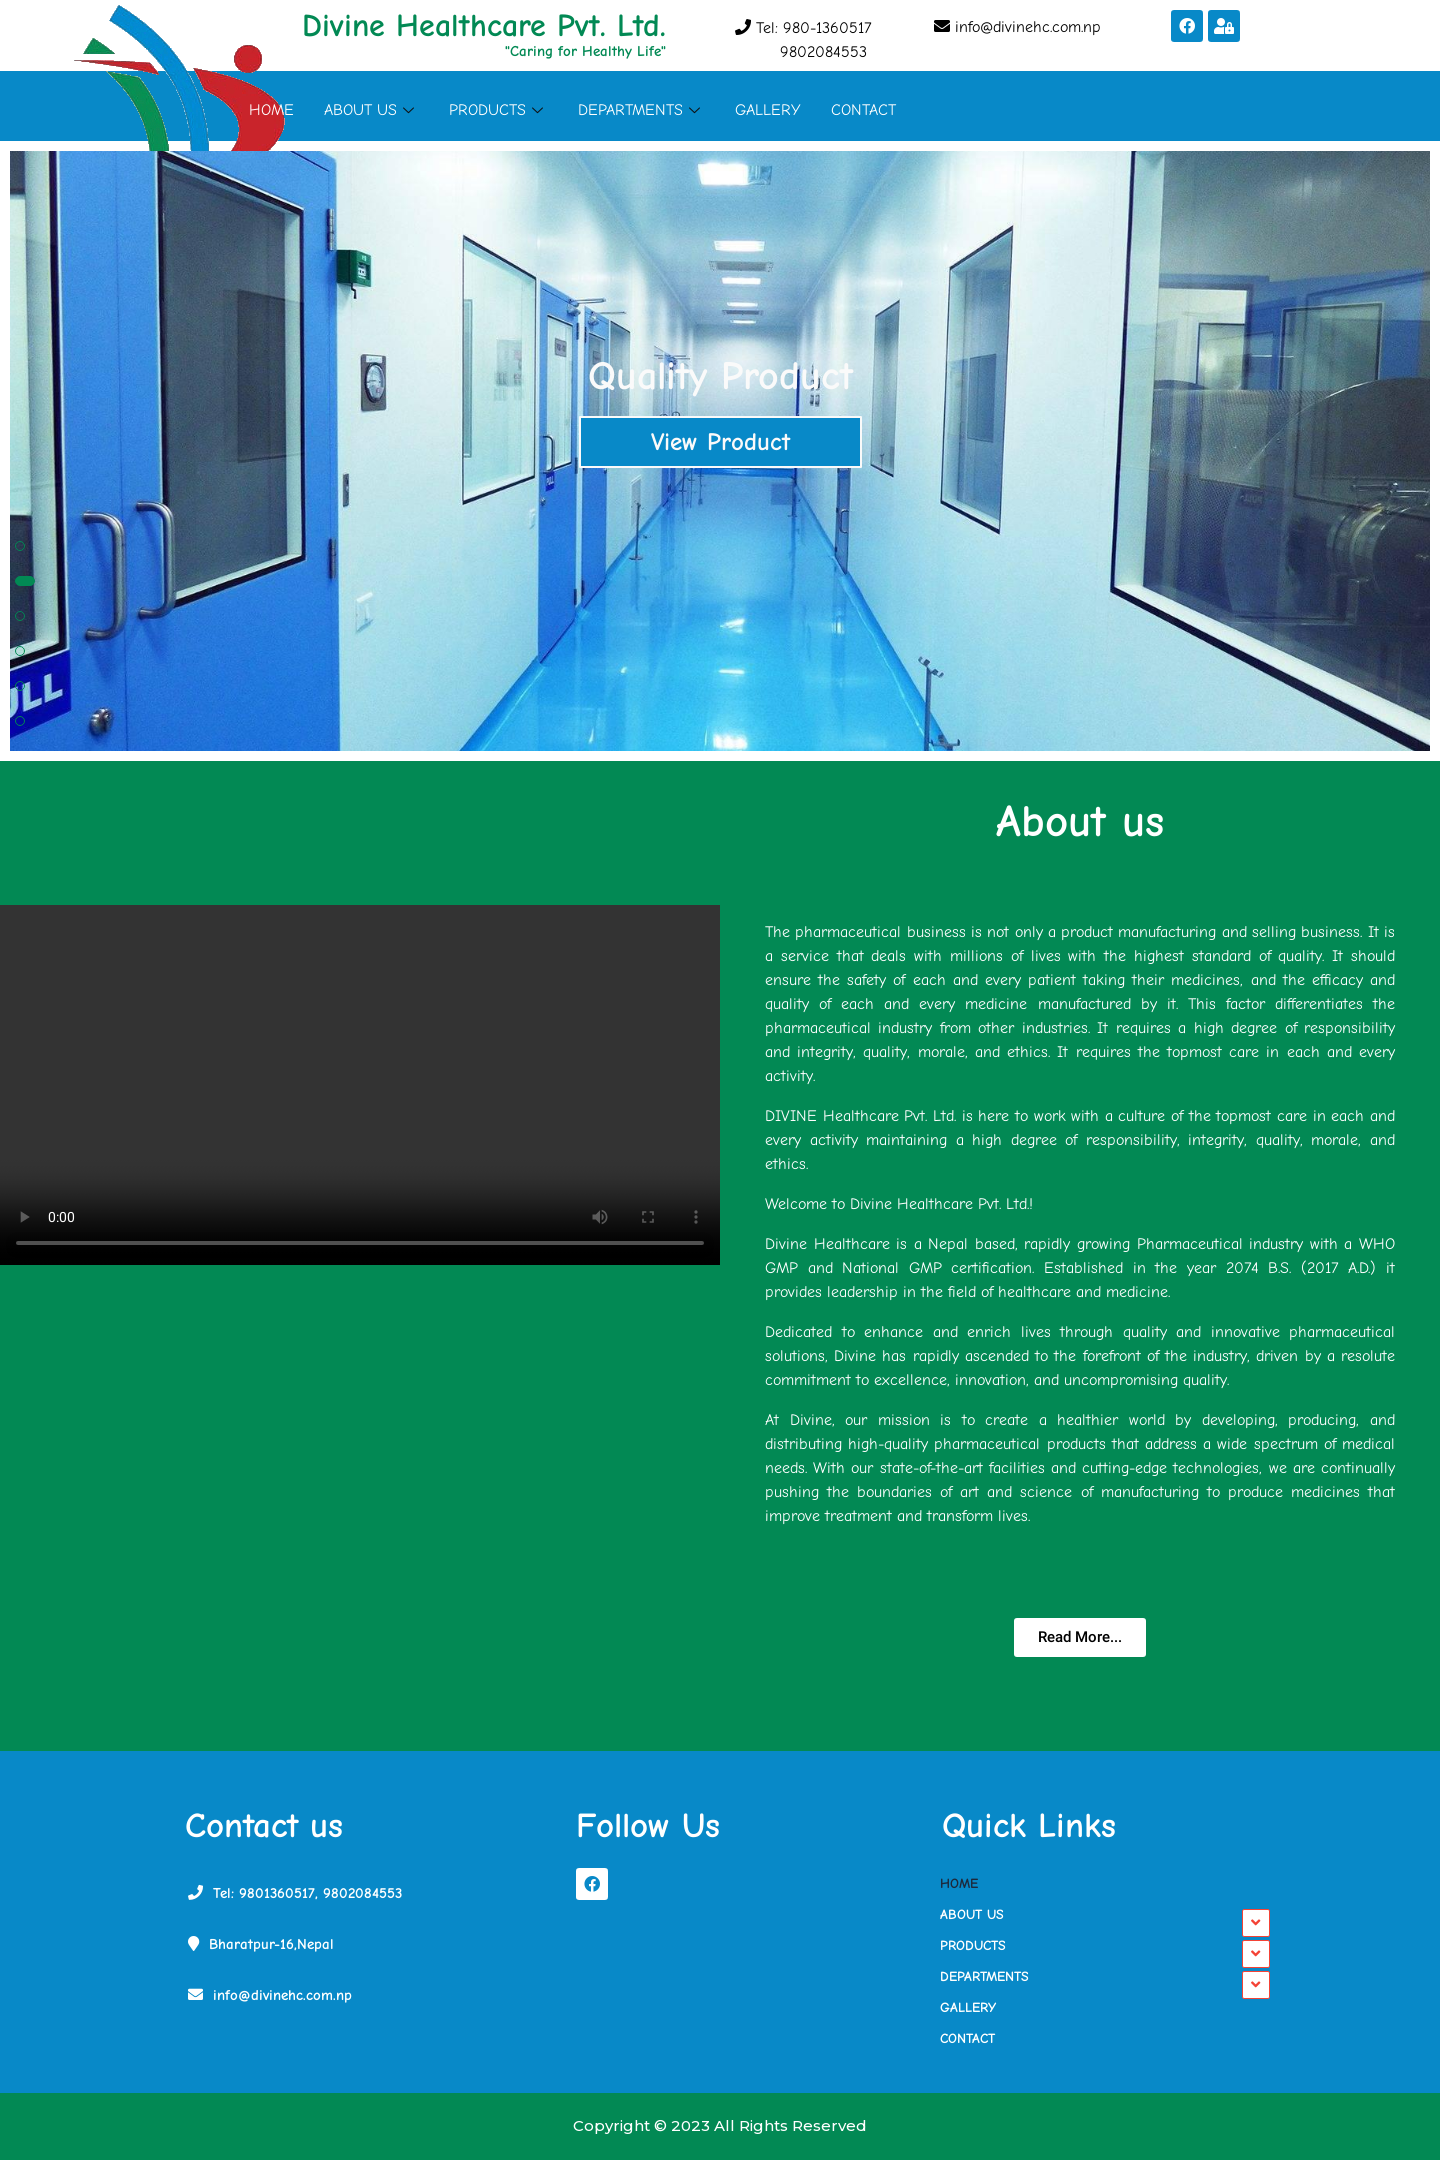 Divine Healthcare Pvt. Ltd.
"Caring for Healthy Life"
Tel: 980-1360517
9802084553
info@divinehc.com.np
HOME
ABOUT US
PRODUCTS
DEPARTMENTS
GALLERY
CONTACT
Quality Product
View Product
PULL
ULL
About us
0:00
The pharmaceutical business is not only a product manufacturing and selling business. It is
a service that deals with millions of lives with the highest standard of quality. It should
ensure the safety of each and every patient taking their medicines, and the efficacy and
quality of each and every medicine manufactured by it. This factor differentiates the
pharmaceutical industry from other industries. It requires a high degree of responsibility
and integrity, quality, morale, and ethics. It requires the topmost care in each and every
activity.
DIVINE Healthcare Pvt. Ltd. is here to work with a culture of the topmost care in each and
every activity maintaining a high degree of responsibility, integrity, quality, morale, and
ethics.
Welcome to Divine Healthcare Pvt. Ltd.!
Divine Healthcare is a Nepal based, rapidly growing Pharmaceutical industry with a WHO
GMP and National GMP certification. Established in the year 2074 B.S. (2017 A.D.) it
provides leadership in the field of healthcare and medicine.
Dedicated to enhance and enrich lives through quality and innovative pharmaceutical
solutions, Divine has rapidly ascended to the forefront of the industry, driven by a resolute
commitment to excellence, innovation, and uncompromising quality.
At Divine, our mission is to create a healthier world by developing, producing, and
distributing high-quality pharmaceutical products that address a wide spectrum of medical
needs. With our state-of-the-art facilities and cutting-edge technologies, we are continually
pushing the boundaries of art and science of manufacturing to produce medicines that
improve treatment and transform lives.
Read More...
Contact us
Tel: 9801360517, 9802084553
Bharatpur-16,Nepal
info@divinehc.com.np
Follow Us
Quick Links
HOME
ABOUT US
PRODUCTS
DEPARTMENTS
GALLERY
CONTACT
Copyright © 2023 All Rights Reserved